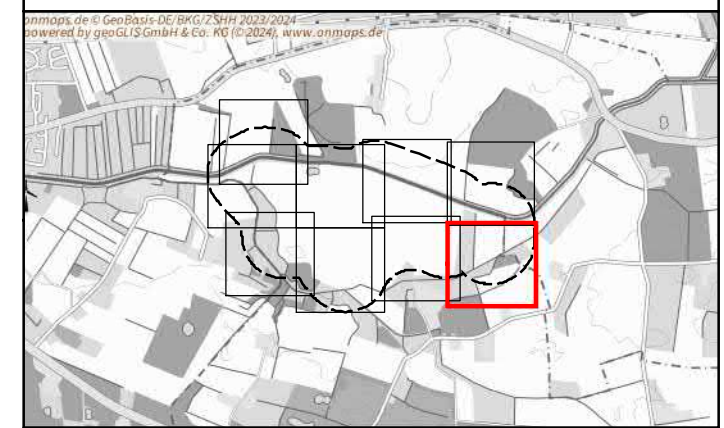 onmaps.de © GeoBasis-DE/BKG/ZSHH 2023/2024
powered by geoGLIS GmbH & Co. KG (©2024), www.onmaps.de